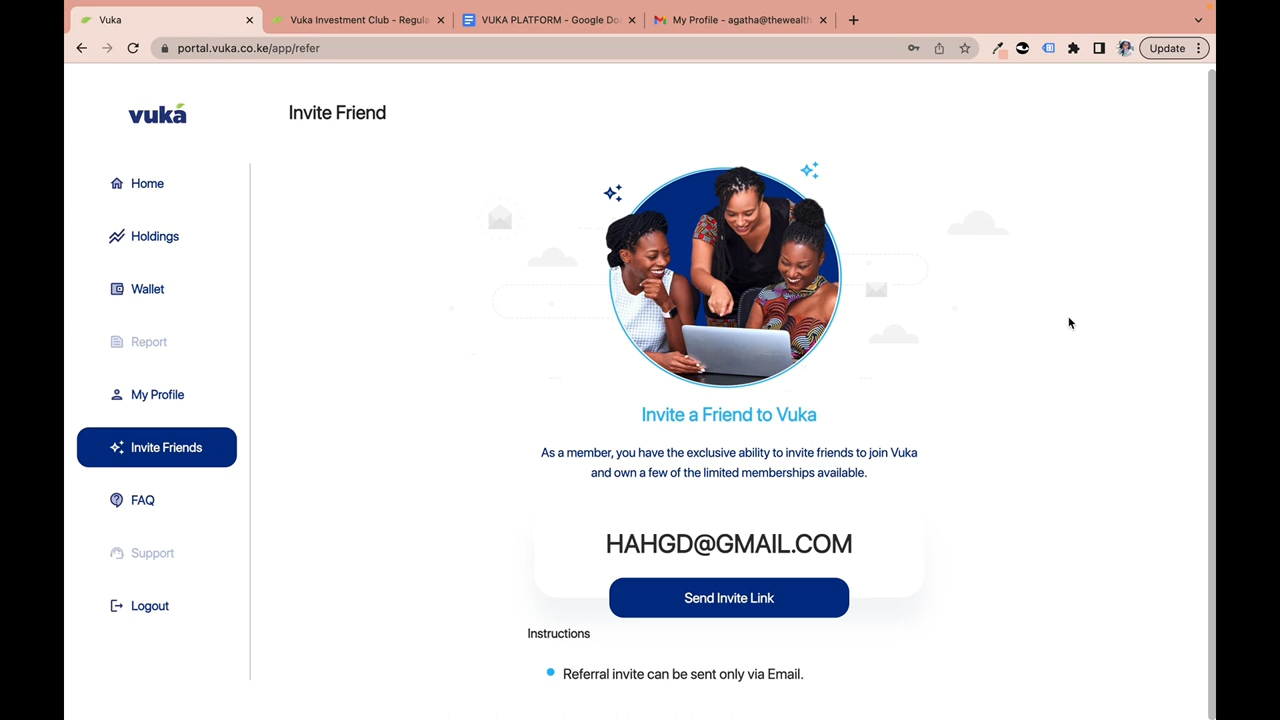 Vuka
Vuka Investment Club - Regula
VUKA PLATFORM - Google Do
My Profile - agatha@thewealth
portal.vuka.co.ke/app/refer
Update
vuka
Invite Friend
Home
Holdings
Wallet
Report
My Profile
Invite Friends
FAQ
Support
Logout
Invite a Friend to Vuka
As a member, you have the exclusive ability to invite friends to join Vuka
and own a few of the limited memberships available.
HAHGD@GMAIL.COM
Send Invite Link
Instructions
Referral invite can be sent only via Email.